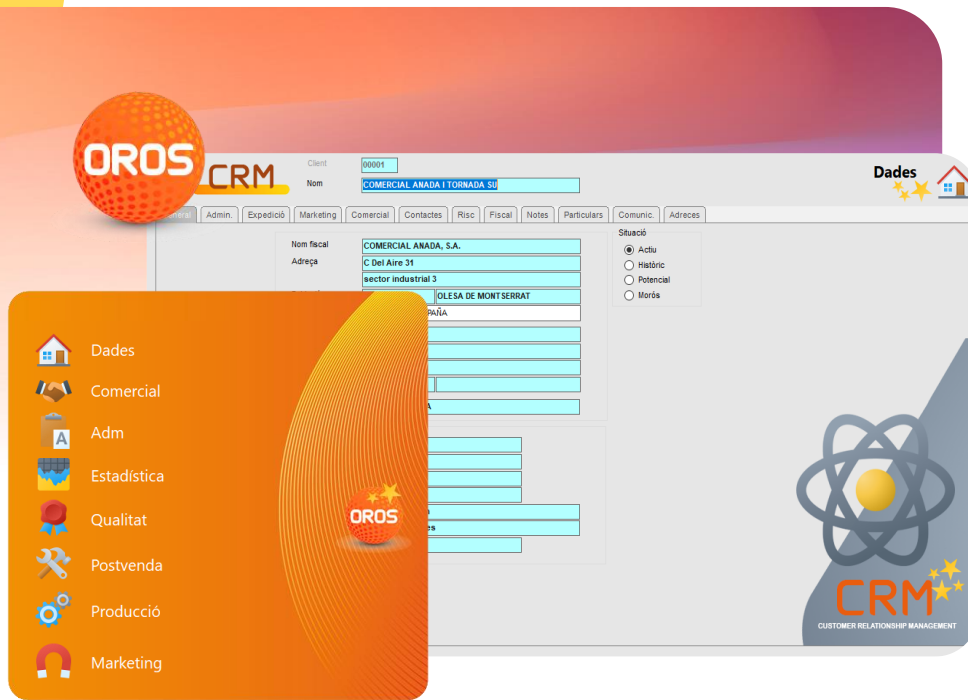 OROS
CRM
Client
00001
Nom
COMERCIAL ANADA I TORNADA SU
Dades
Admin.
Expedició
Marketing
Comercial
Contactes
Risc
Fiscal
Notes
Particulars
Comunic.
Adreces
Nom fiscal
COMERCIAL ANADA, S.A.
Adreça
C Del Aire 31
sector industrial 3
OLESA DE MONTSERRAT
Situació
Actiu
Històric
Potencial
Morós
Dades
Comercial
Adm
Estadística
Qualitat
Postvenda
Producció
Marketing
OROS
CRM
CUSTOMER RELATIONSHIP MANAGEMENT